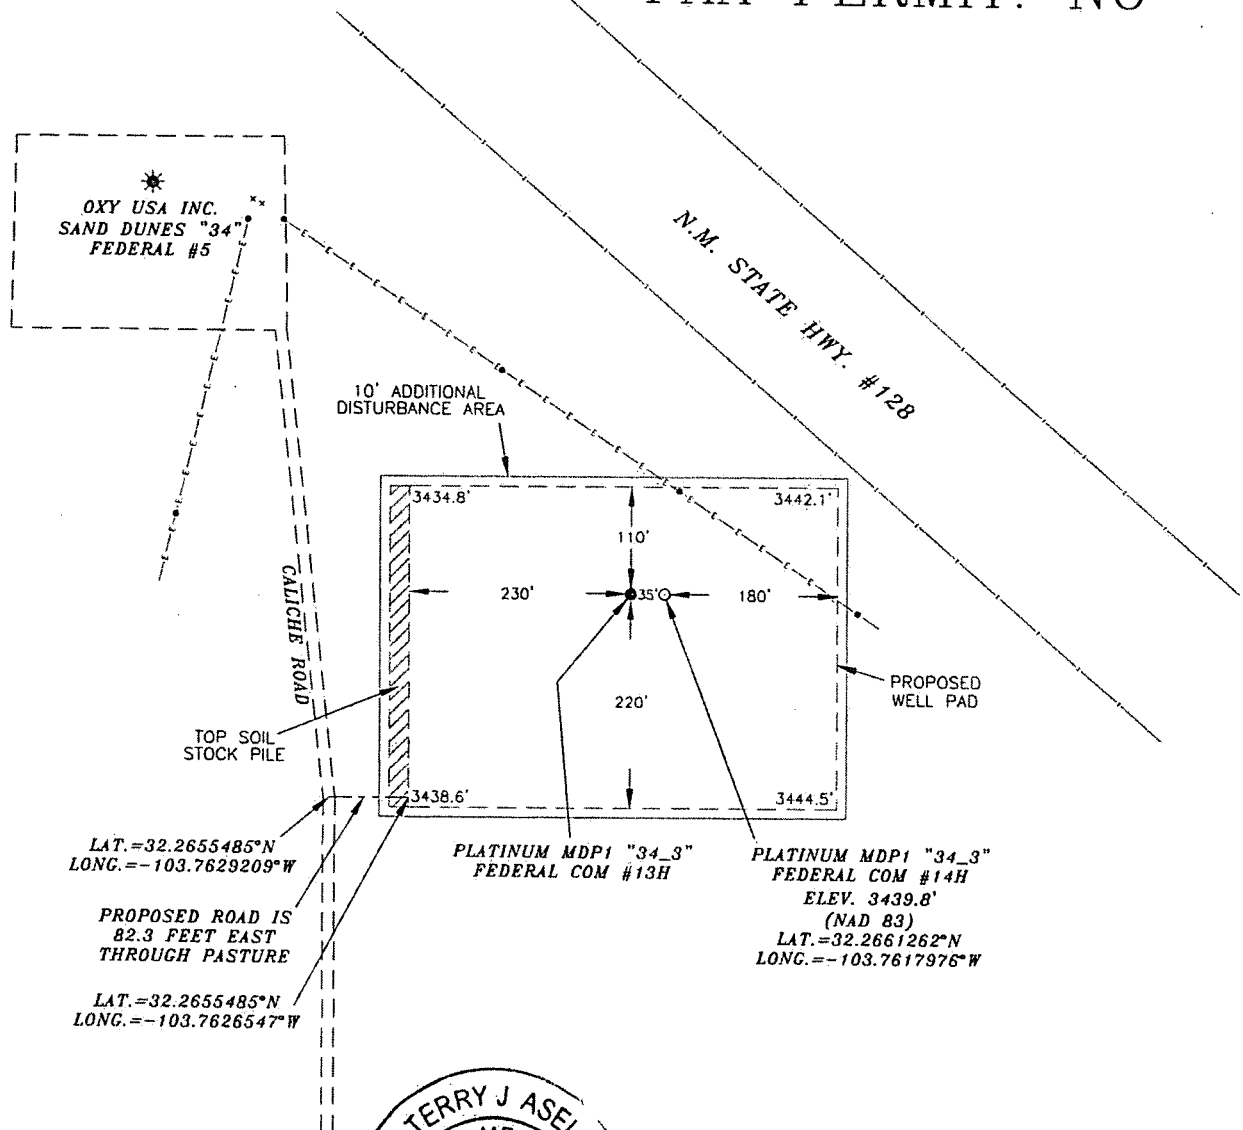 PERMIT: NO
OXY USA INC.
SAND DUNES "34"
FEDERAL #5
N.M. STATE HWY. #128
10' ADDITIONAL
DISTURBANCE AREA
3434.8'
3442.1'
110'
230'
35'
180'
CALICHE ROAD
220'
PROPOSED
WELL PAD
TOP SOIL
STOCK PILE
3438.6'
3444.5'
LAT.=32.2655485°N
LONG.=-103.7629209°W
PLATINUM MDP1 "34_3"
FEDERAL COM #13H
PLATINUM MDP1 "34_3"
FEDERAL COM #14H
ELEV. 3439.8'
(NAD 83)
LAT.=32.2661262°N
LONG.=-103.7617976°W
PROPOSED ROAD IS
82.3 FEET EAST
THROUGH PASTURE
LAT.=32.2655485°N
LONG.=-103.7626547°W
TERRY J ASEL